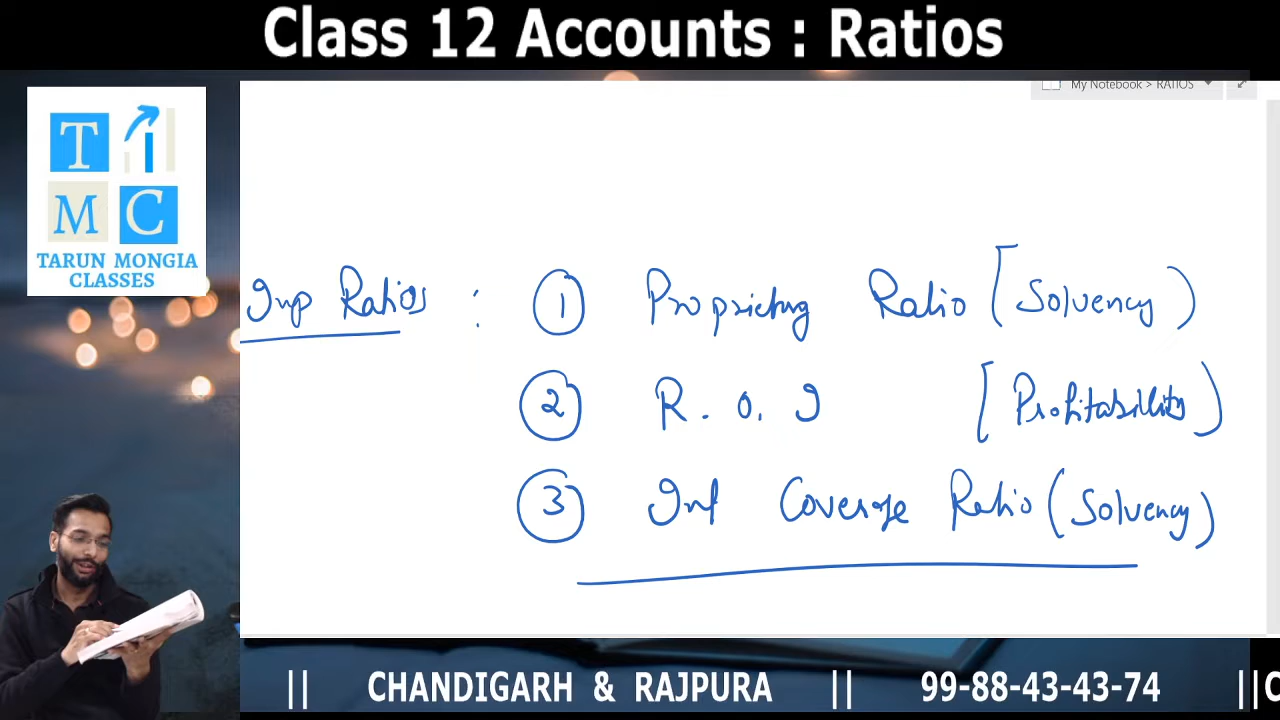 Class 12 Accounts : Ratios
My Notebook > RATIOS
T
M C
TARUN MONGIA
CLASSES
Imp Ratios : 1 Proprietary Ratio [Solvency)
2 R. O. I [Profitability)
3 Int Coverage Ratio (Solvency)
|| CHANDIGARH & RAJPURA || 99-88-43-43-74 || C